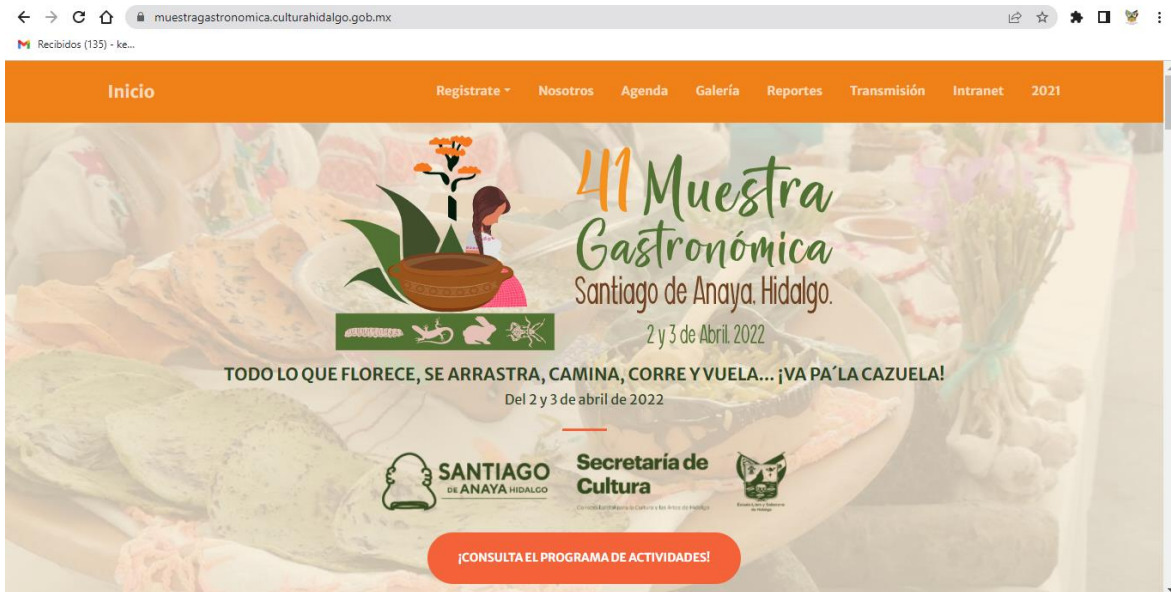 muestragastronomica.culturahidalgo.gob.mx
Recibidos (135) - ke...
Inicio Registrate Nosotros Agenda Galería Reportes Transmisión Intranet 2021
41 Muestra
Gastronómica
Santiago de Anaya, Hidalgo.
2 y 3 de Abril, 2022
TODO LO QUE FLORECE, SE ARRASTRA, CAMINA, CORRE Y VUELA... ¡VA PA´LA CAZUELA!
Del 2 y 3 de abril de 2022
SANTIAGO
DE ANAYA HIDALGO
Secretaría de
Cultura
¡CONSULTA EL PROGRAMA DE ACTIVIDADES!